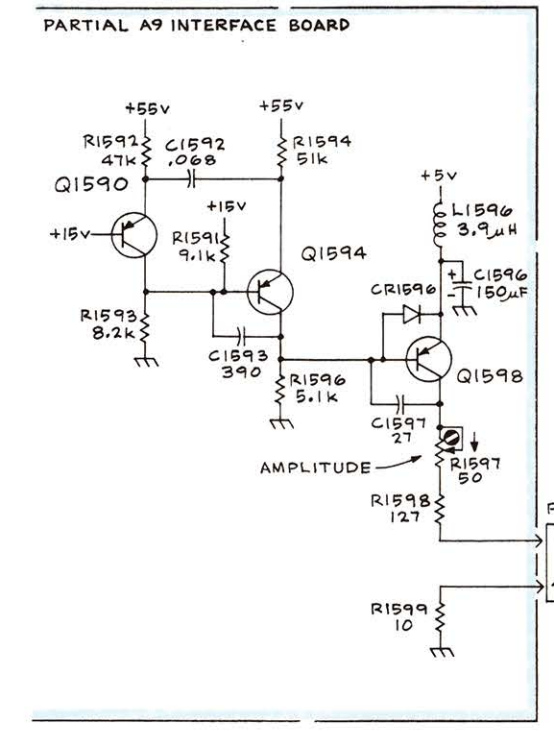 PARTIAL A9 INTERFACE BOARD
+55V
+55V
R1592
47K
C1592
.068
R1594
51K
Q1590
+5V
+15V
L1596
3.9µH
+15V
R1591
9.1K
Q1594
+
-
C1596
150µF
CR1596
R1593
8.2K
C1593
390
R1596
5.1K
Q1598
C1597
27
AMPLITUDE
R1597
50
R1598
127
R1599
10